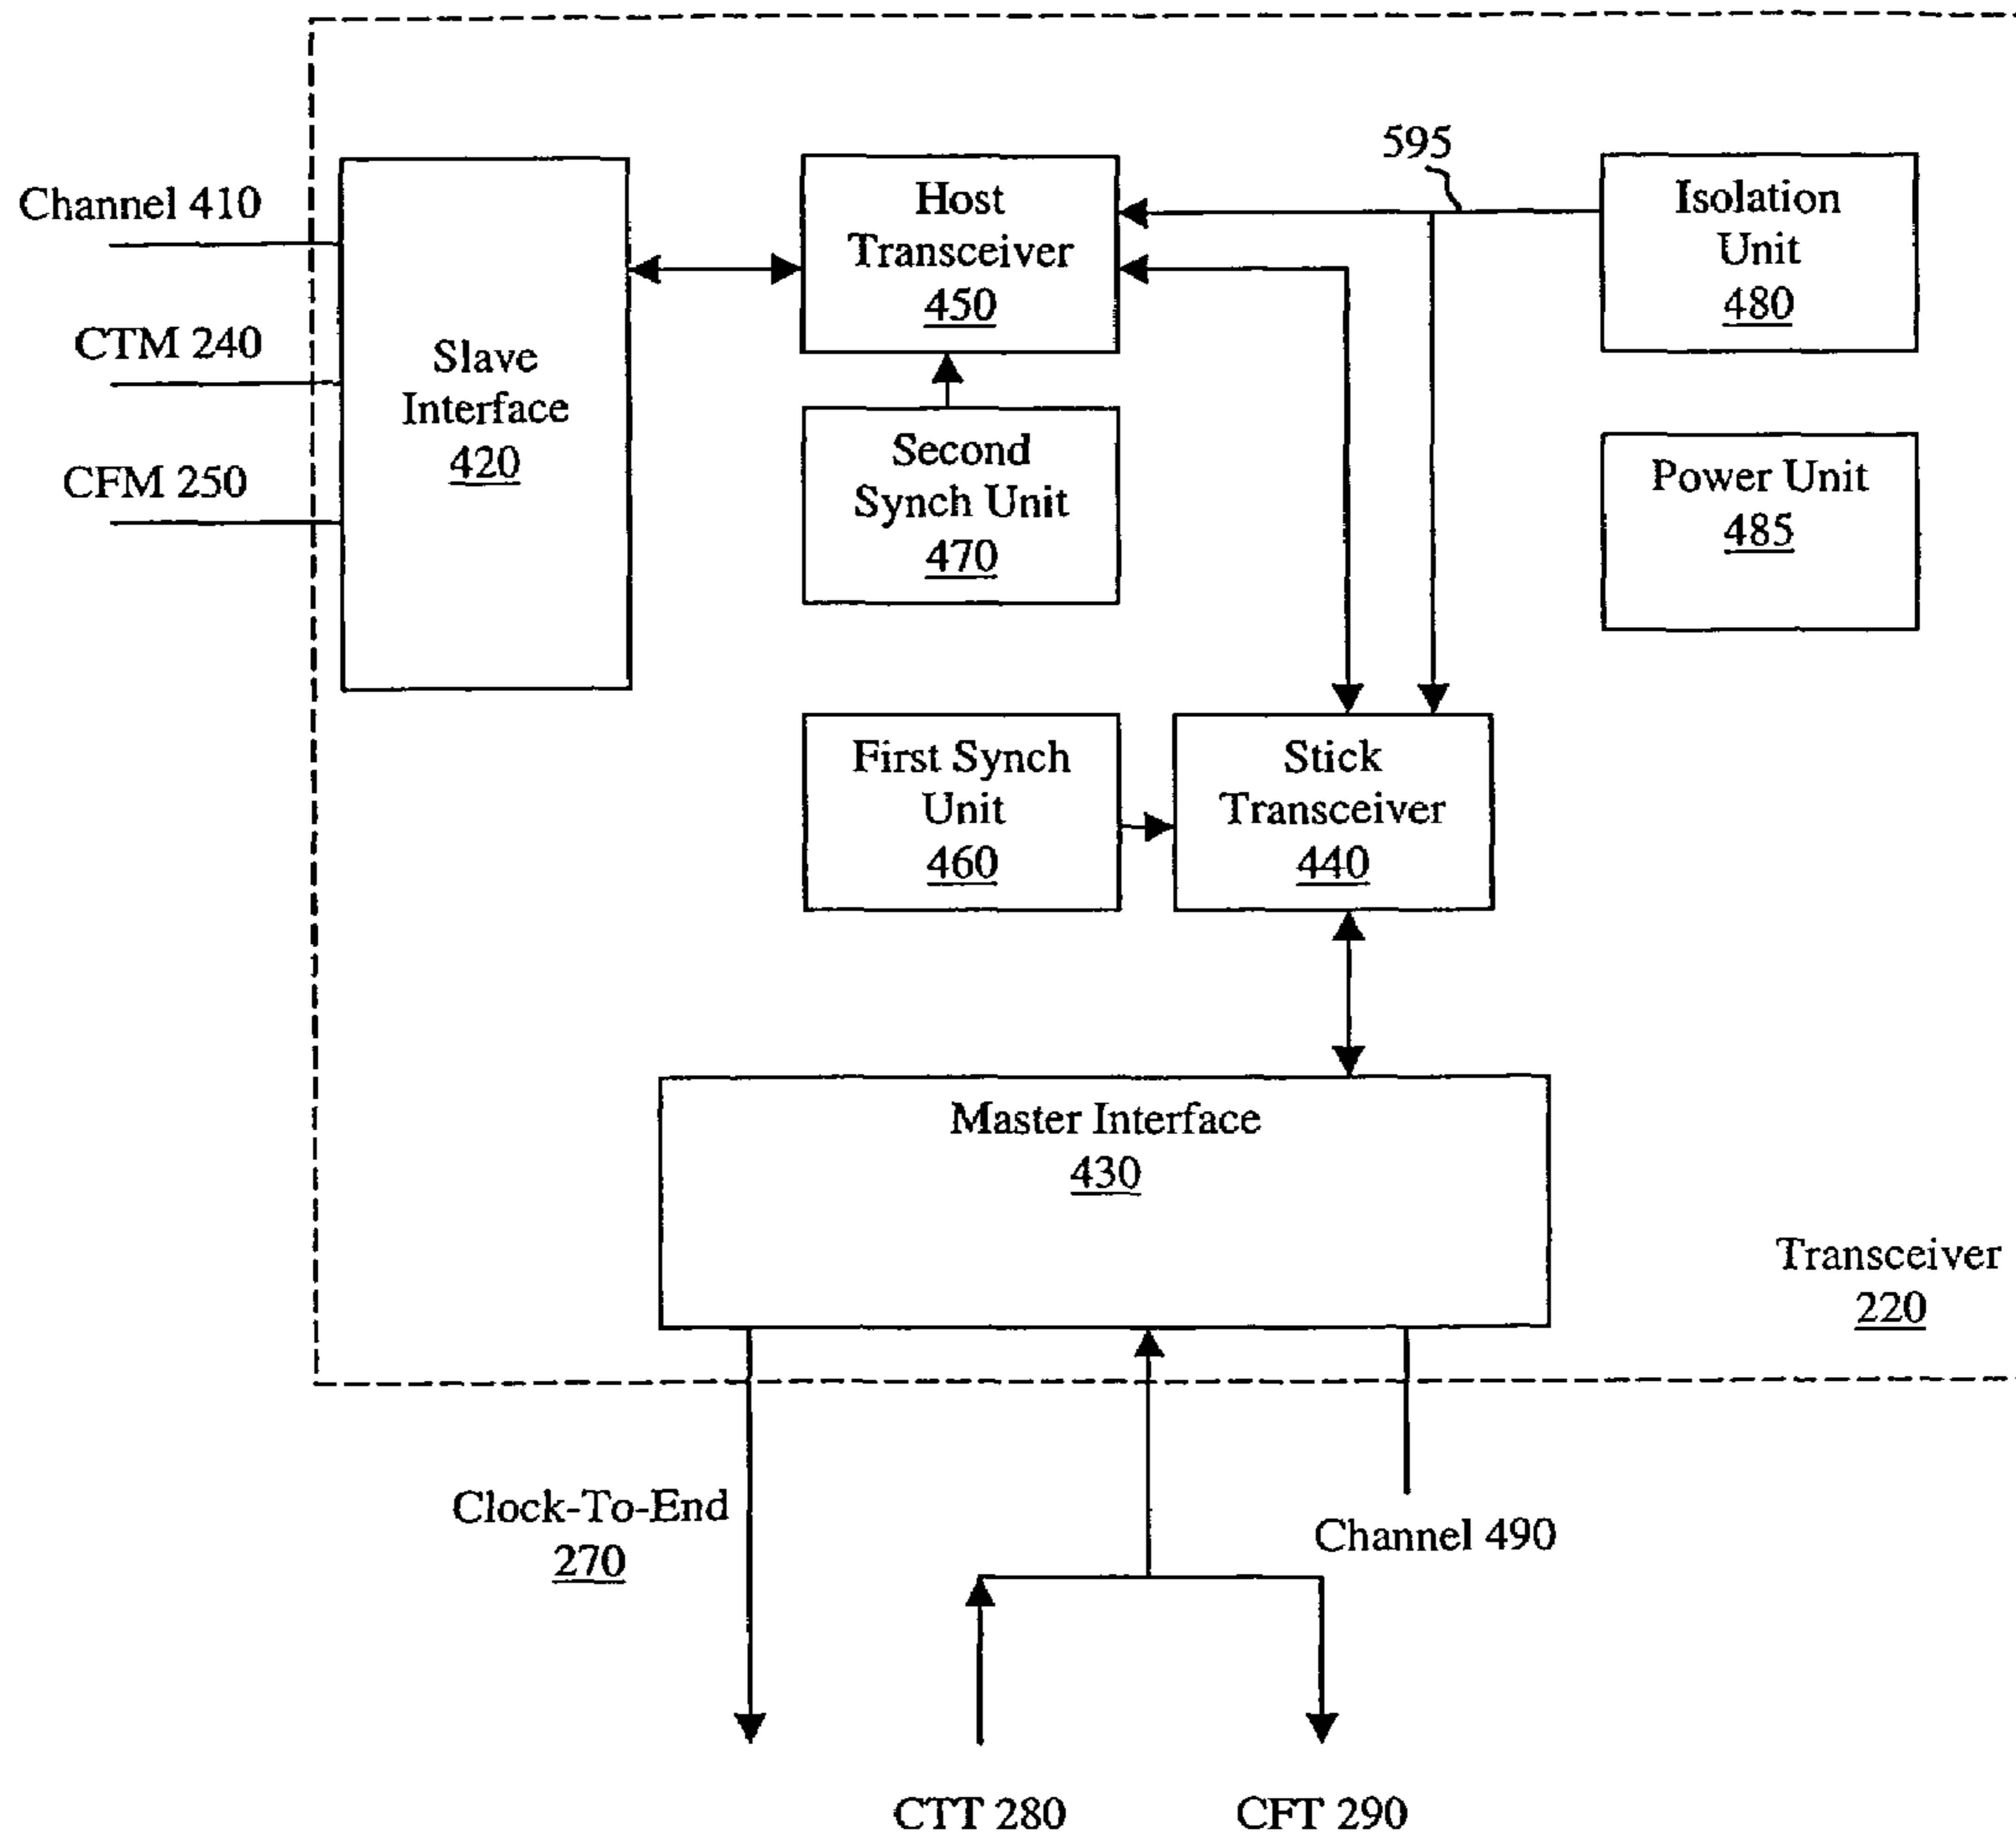 595
Channel 410
CTM 240
CFM 250
Slave
Interface
420
Host
Transceiver
450
Isolation
Unit
480
Second
Synch Unit
470
Power Unit
485
First Synch
Unit
460
Stick
Transceiver
440
Master Interface
430
Transceiver
220
Clock-To-End
270
Channel 490
CTT 280
CFT 290